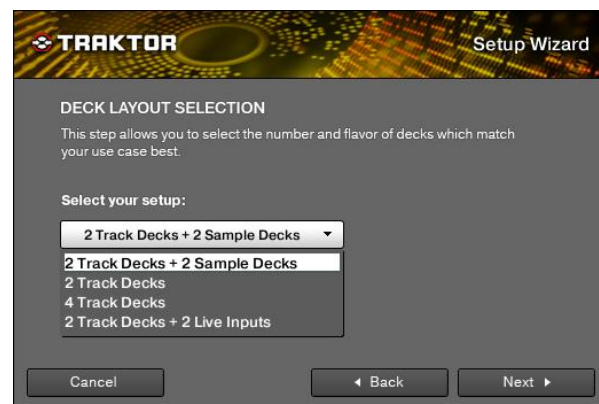 TRAKTOR
Setup Wizard
DECK LAYOUT SELECTION
This step allows you to select the number and flavor of decks which match
your use case best.
Select your setup:
2 Track Decks + 2 Sample Decks
2 Track Decks + 2 Sample Decks
2 Track Decks
4 Track Decks
2 Track Decks + 2 Live Inputs
Cancel
Back
Next